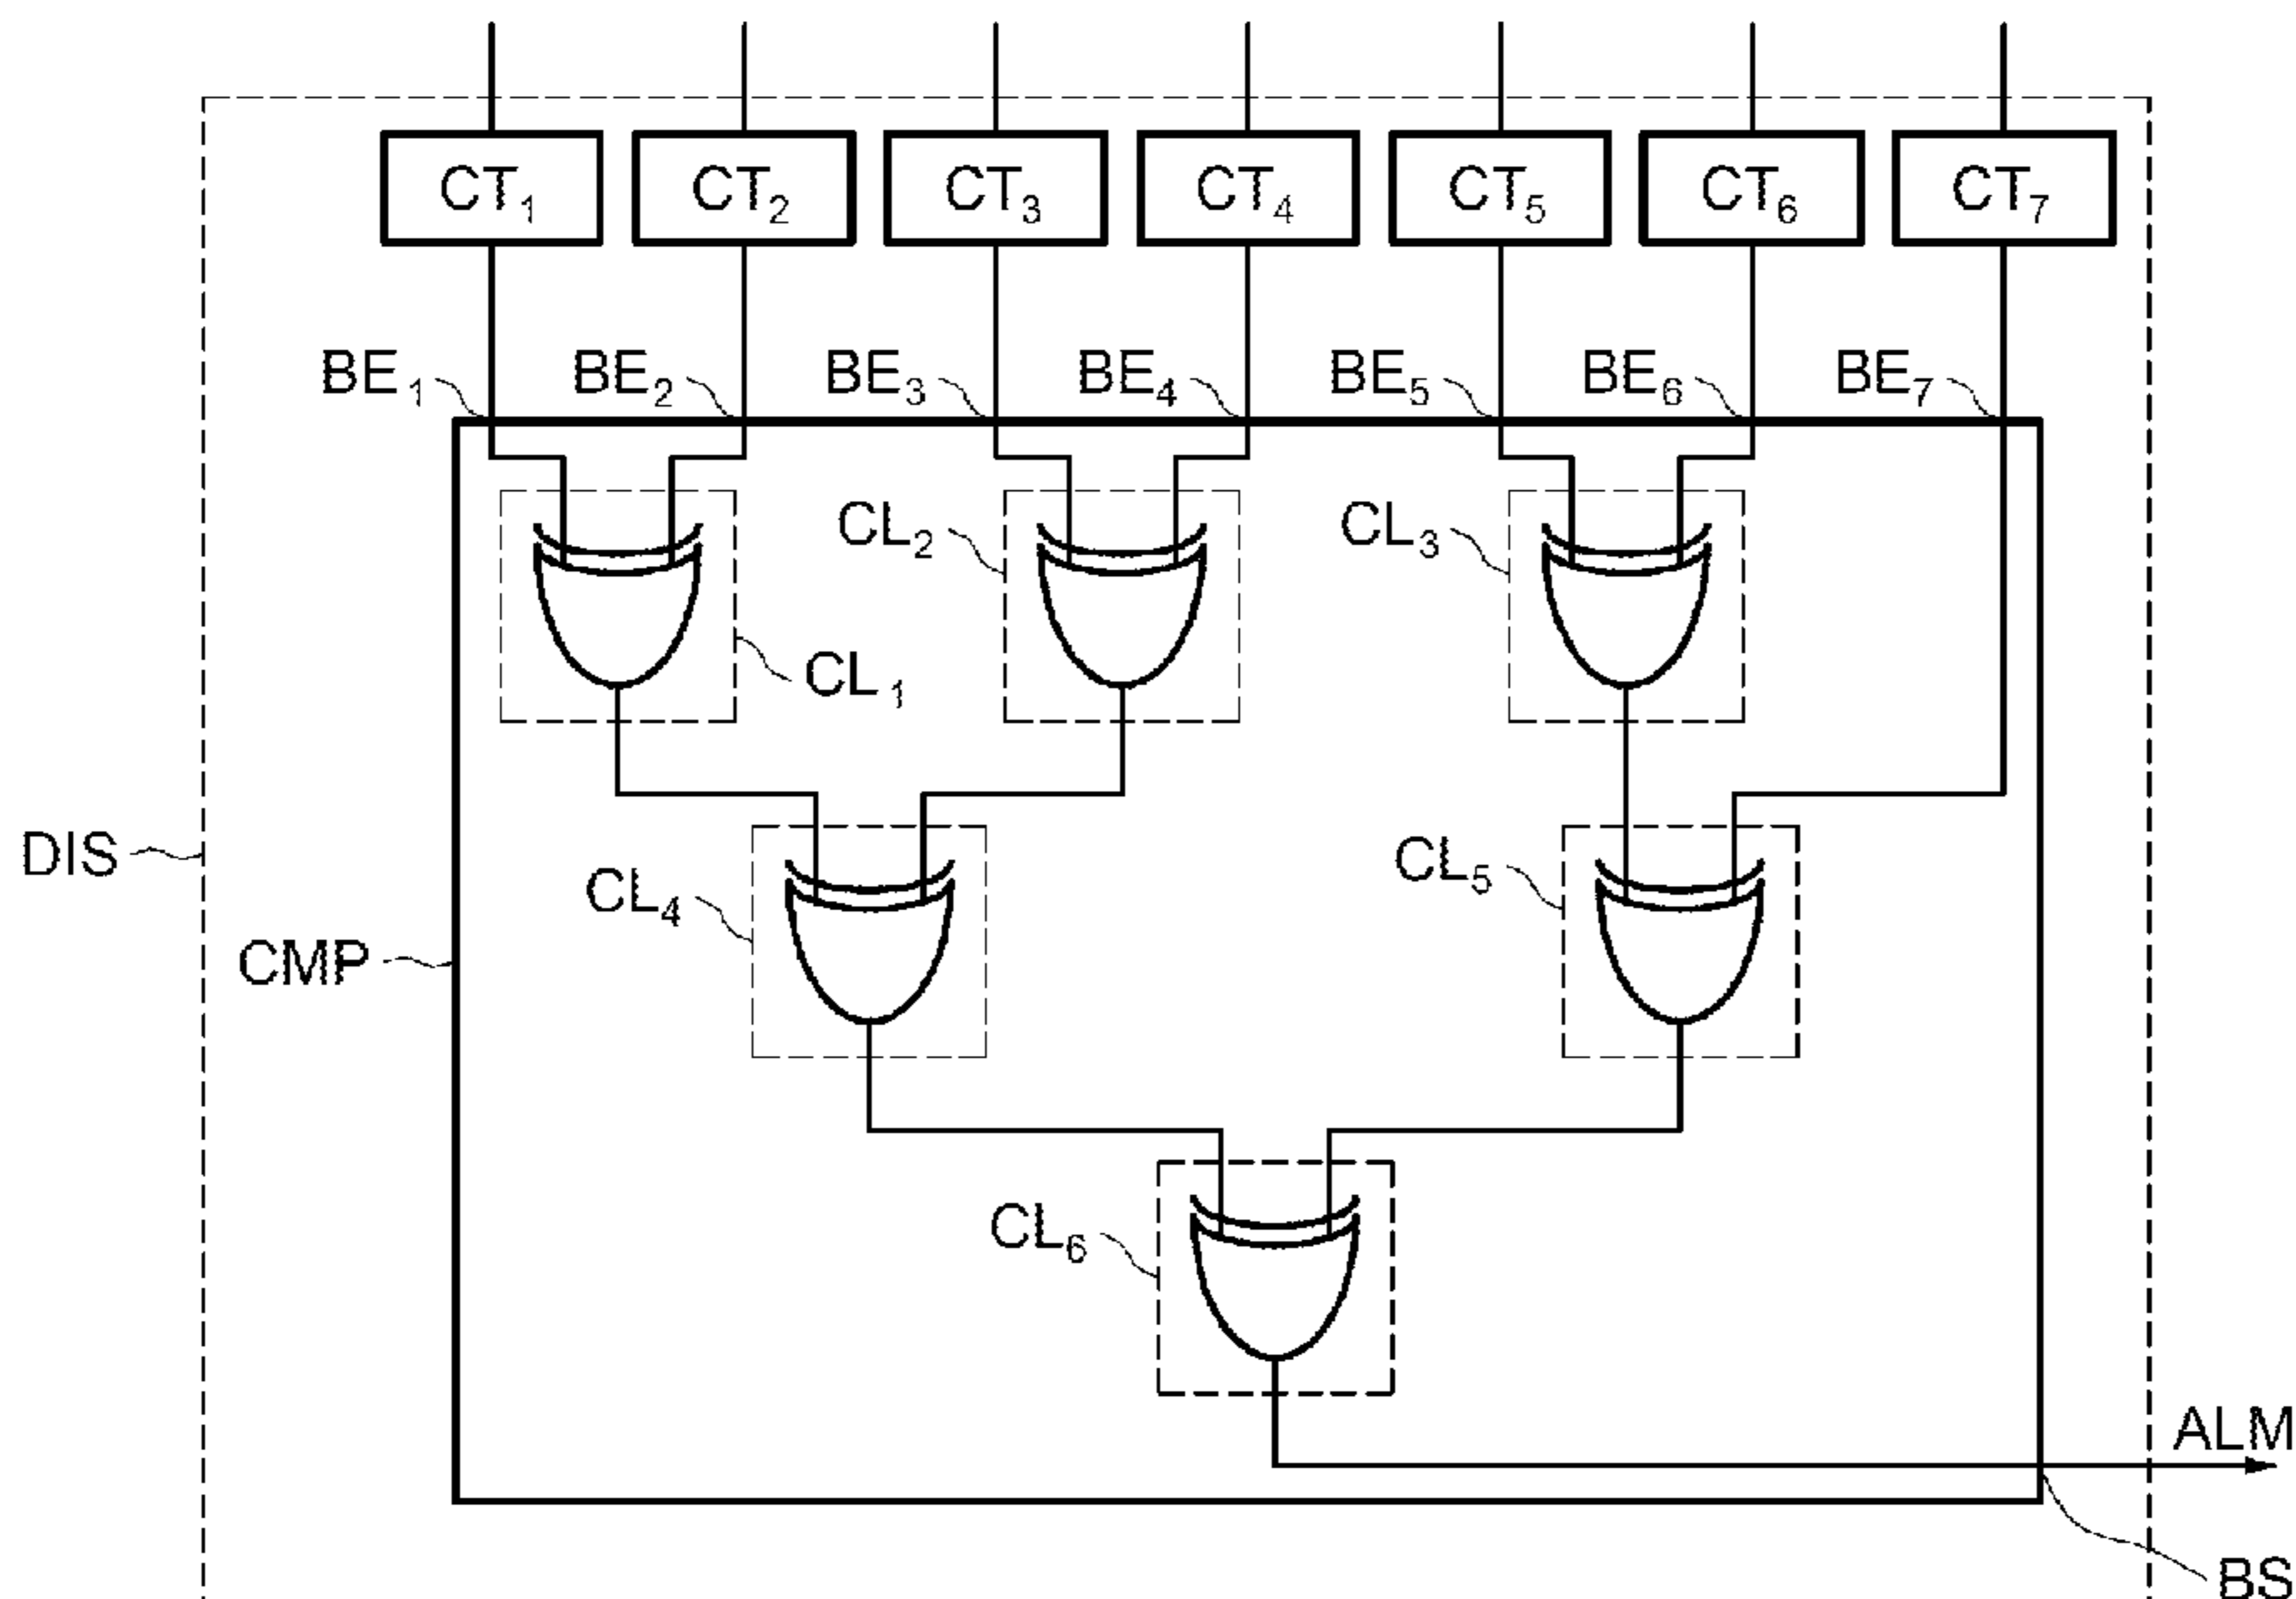 CT₁ CT₂ CT₃ CT₄ CT₅ CT₆ CT₇
BE₁ BE₂ BE₃ BE₄ BE₅ BE₆ BE₇
CL₂ CL₃
CL₁
DIS CL₄ CL₅
CMP
CL₆
ALM
BS